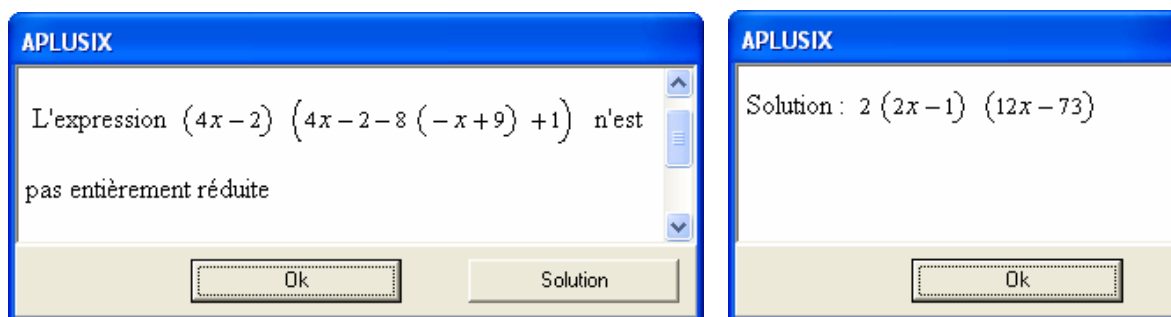 APLUSIX
L'expression (4x − 2) (4x − 2 − 8 (−x + 9) + 1) n'est
pas entièrement réduite
Ok
Solution
APLUSIX
Solution : 2 (2x − 1) (12x − 73)
Ok